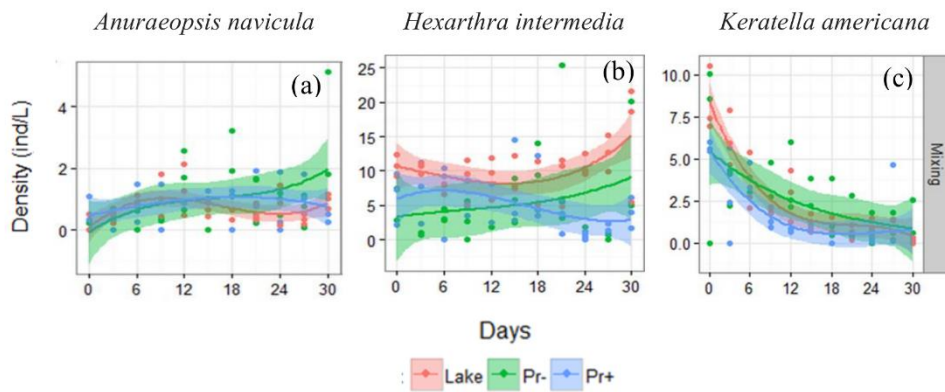 Anuraeopsis navicula
Hexarthra intermedia
Keratella americana
Density (ind/L)
4
2
0
(a)
0 6 12 18 24 30
25
20
15
10
5
0
(b)
0 6 12 18 24 30
10.0
7.5
5.0
2.5
0.0
(c)
0 6 12 18 24 30
Mixing
Days
: Lake Pr- Pr+